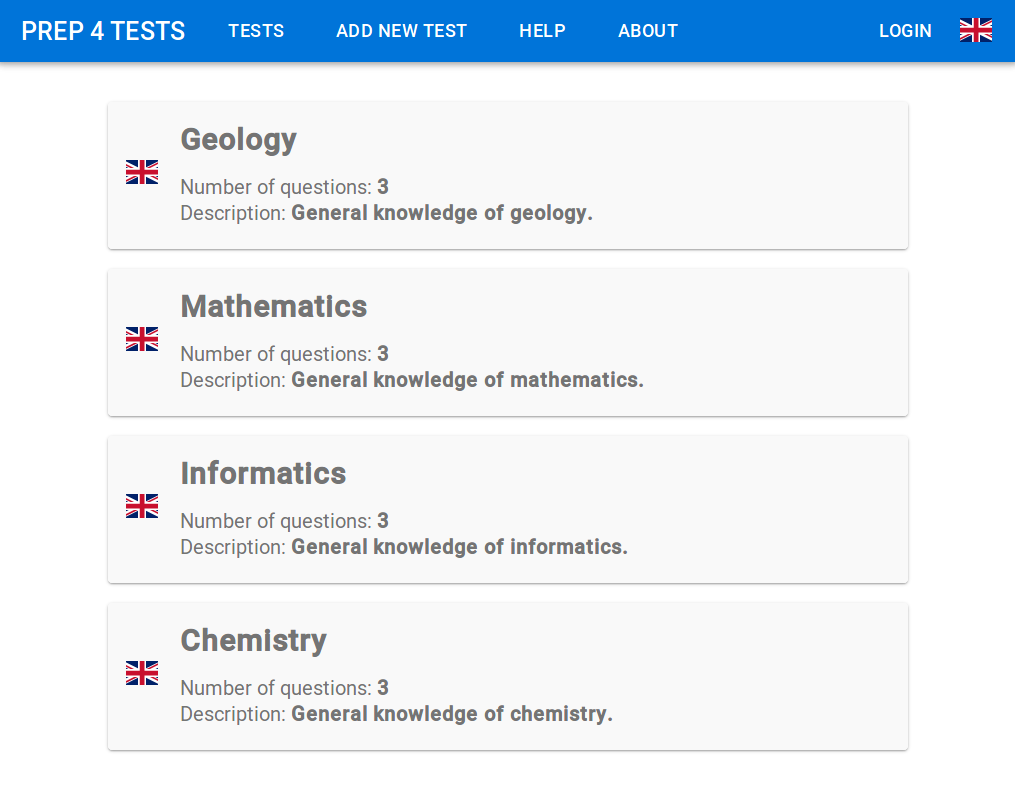 PREP 4 TESTS TESTS ADD NEW TEST HELP ABOUT LOGIN
Geology
Number of questions: 3
Description: General knowledge of geology.
Mathematics
Number of questions: 3
Description: General knowledge of mathematics.
Informatics
Number of questions: 3
Description: General knowledge of informatics.
Chemistry
Number of questions: 3
Description: General knowledge of chemistry.